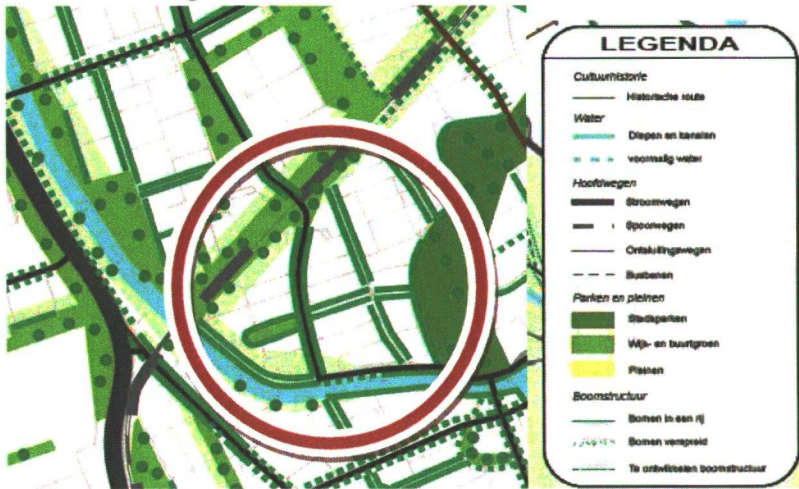 LEGENDA
Cultuurhistorie
Historische route
Water
Diepen en kanalen
voormalig water
Hoofdwegen
Stroomwegen
Spoorwegen
Ontsluitingswegen
Busbanen
Parken en pleinen
Stadsparken
Wijk- en buurtgroen
Pleinen
Boomstructuur
Bomen in een rij
Bomen verspreid
Te ontwikkelen boomstructuur